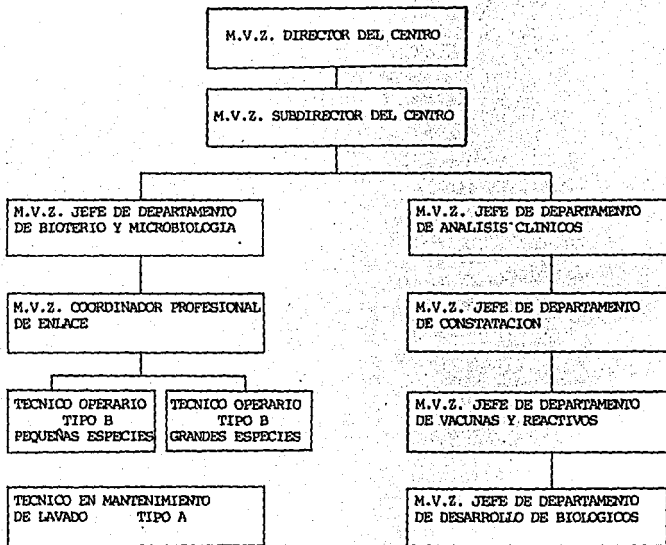 M.V.Z. DIRECTOR DEL CENTRO
M.V.Z. SUBDIRECTOR DEL CENTRO
M.V.Z. JEFE DE DEPARTAMENTO
DE BIOTERIO Y MICROBIOLOGIA
M.V.Z. JEFE DE DEPARTAMENTO
DE ANALISIS CLINICOS
M.V.Z. COORDINADOR PROFESIONAL
DE ENLACE
M.V.Z. JEFE DE DEPARTAMENTO
DE CONSTATACION
TECNICO OPERARIO
TIPO B
PEQUEÑAS ESPECIES
TECNICO OPERARIO
TIPO B
GRANDES ESPECIES
M.V.Z. JEFE DE DEPARTAMENTO
DE VACUNAS Y REACTIVOS
TECNICO EN MANTENIMIENTO
DE LAVADO TIPO A
M.V.Z. JEFE DE DEPARTAMENTO
DE DESARROLLO DE BIOLOGICOS